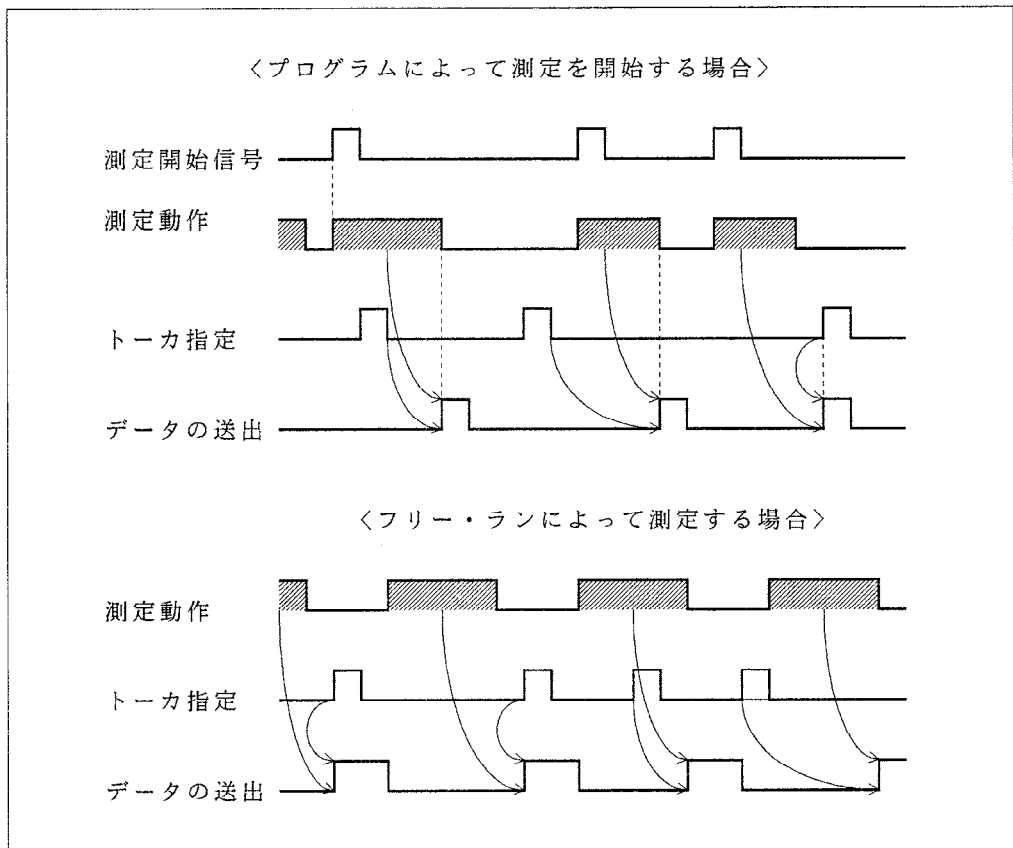 〈プログラムによって測定を開始する場合〉
測定開始信号
測定動作
トーカ指定
データの送出
〈フリー・ランによって測定する場合〉
測定動作
トーカ指定
データの送出